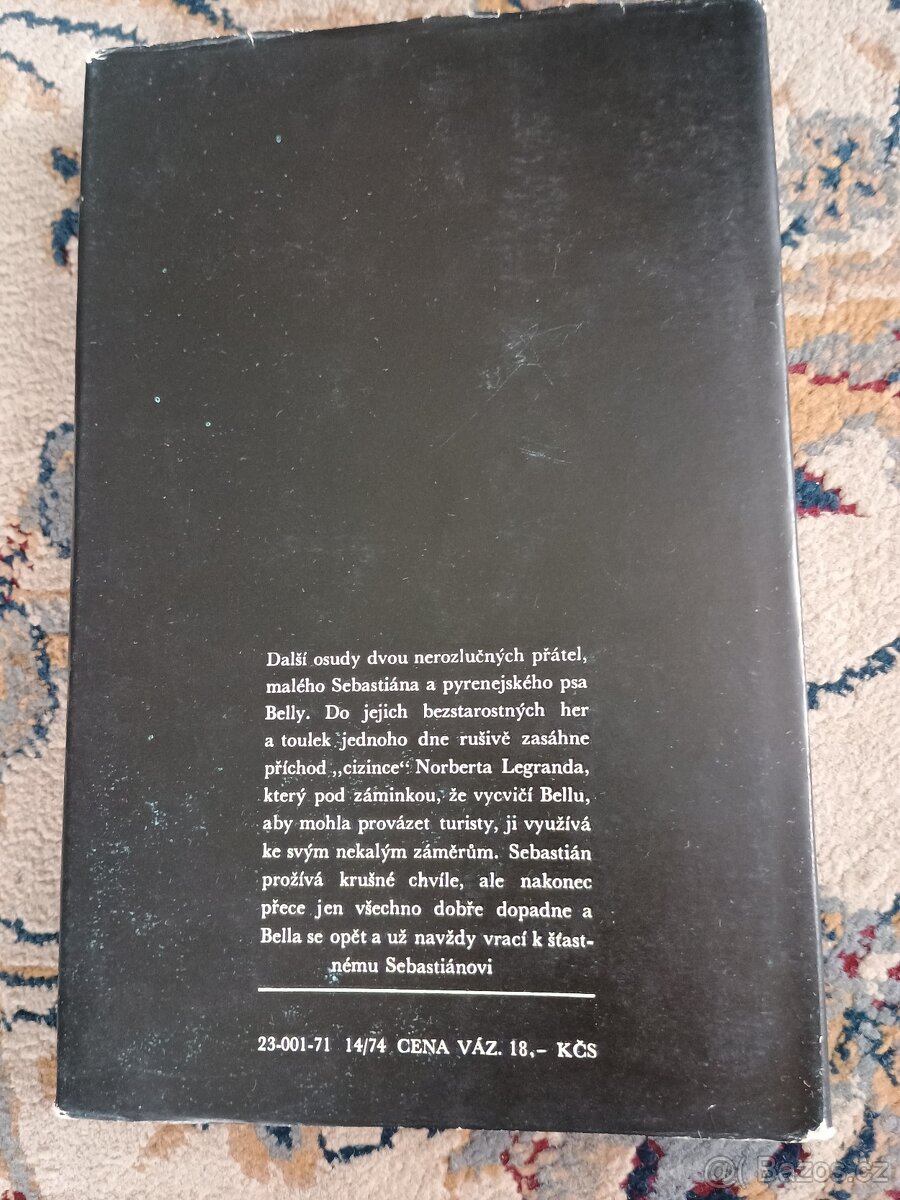 Další osudy dvou nerozlučných přátel,
malého Sebastiána a pyrenejského psa
Belly. Do jejich bezstarostných her
a toulek jednoho dne rušivě zasáhne
příchod „cizince“ Norberta Legranda,
který pod záminkou, že vycvičí Bellu,
aby mohla provázet turisty, ji využívá
ke svým nekalým záměrům. Sebastián
prožívá krušné chvíle, ale nakonec
přece jen všechno dobře dopadne a
Bella se opět a už navždy vrací k šťast-
nému Sebastiánovi
23-001-71 14/74 CENA VÁZ. 18,- KČS
Bazos.cz